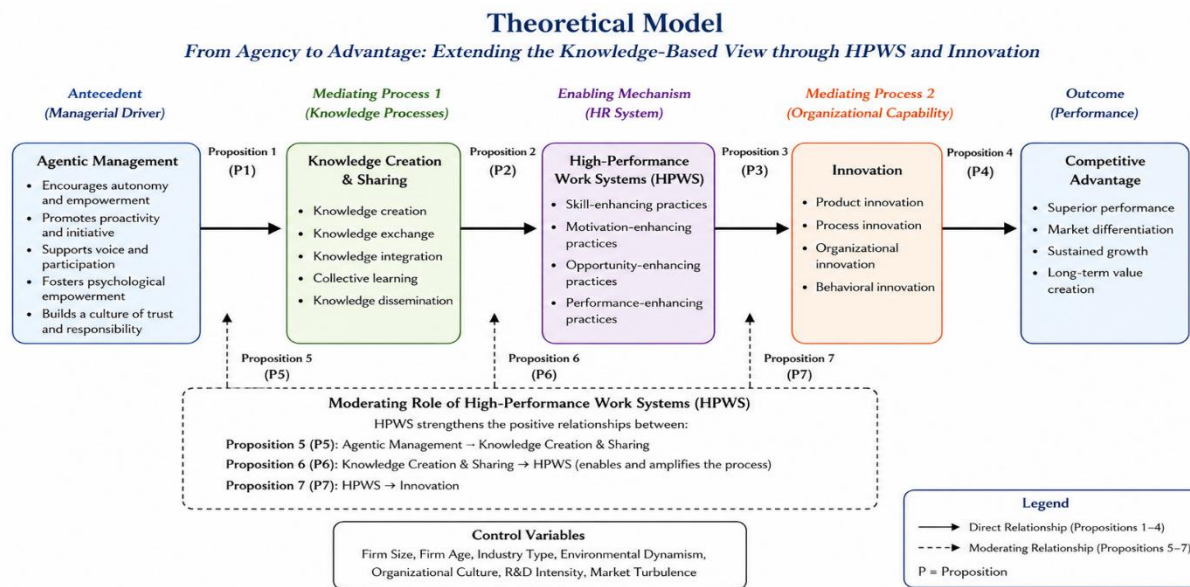 Theoretical Model
From Agency to Advantage: Extending the Knowledge-Based View through HPWS and Innovation
Antecedent
(Managerial Driver)
Mediating Process 1
(Knowledge Processes)
Enabling Mechanism
(HR System)
Mediating Process 2
(Organizational Capability)
Outcome
(Performance)
Agentic Management
• Encourages autonomy
and empowerment
• Promotes proactivity
and initiative
• Supports voice and
participation
• Fosters psychological
empowerment
• Builds a culture of trust
and responsibility
Proposition 1
(P1)
Knowledge Creation
& Sharing
• Knowledge creation
• Knowledge exchange
• Knowledge integration
• Collective learning
• Knowledge dissemination
Proposition 2
(P2)
High-Performance
Work Systems (HPWS)
• Skill-enhancing practices
• Motivation-enhancing
practices
• Opportunity-enhancing
practices
• Performance-enhancing
practices
Proposition 3
(P3)
Innovation
• Product innovation
• Process innovation
• Organizational
innovation
• Behavioral innovation
Proposition 4
(P4)
Competitive
Advantage
• Superior performance
• Market differentiation
• Sustained growth
• Long-term value
creation
Proposition 5
(P5)
Proposition 6
(P6)
Proposition 7
(P7)
Moderating Role of High-Performance Work Systems (HPWS)
HPWS strengthens the positive relationships between:
Proposition 5 (P5): Agentic Management → Knowledge Creation & Sharing
Proposition 6 (P6): Knowledge Creation & Sharing → HPWS (enables and amplifies the process)
Proposition 7 (P7): HPWS → Innovation
Control Variables
Firm Size, Firm Age, Industry Type, Environmental Dynamism,
Organizational Culture, R&D Intensity, Market Turbulence
Legend
Direct Relationship (Propositions 1–4)
Moderating Relationship (Propositions 5–7)
P = Proposition